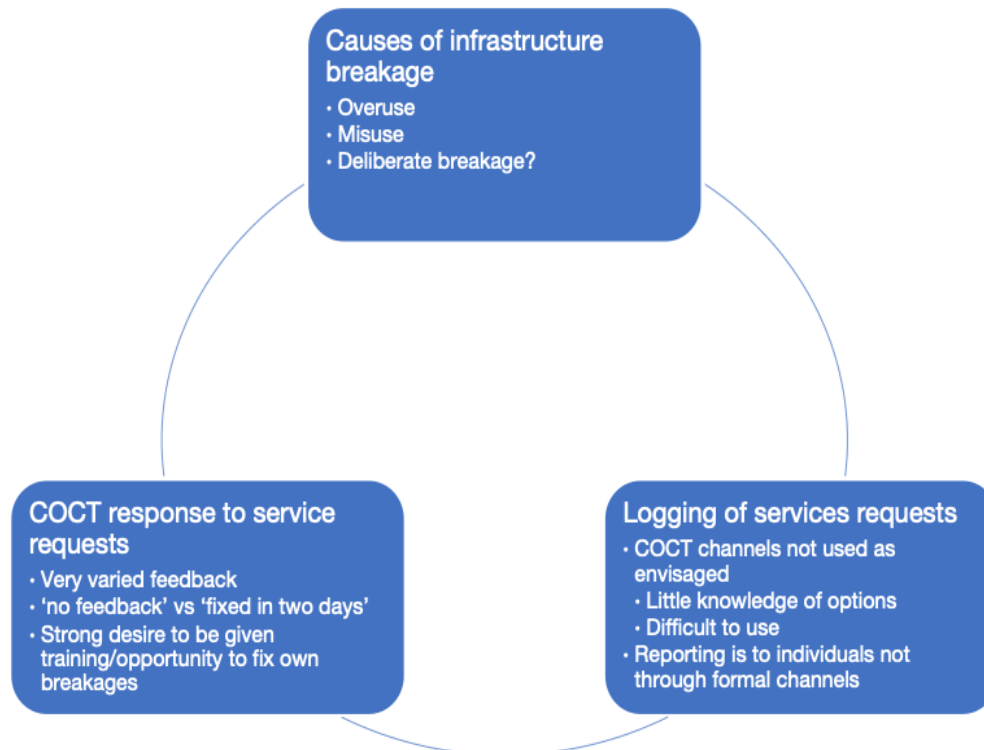 Causes of infrastructure
breakage
• Overuse
• Misuse
• Deliberate breakage?
COCT response to service
requests
• Very varied feedback
• ‘no feedback’ vs ‘fixed in two days’
• Strong desire to be given
training/opportunity to fix own
breakages
Logging of services requests
• COCT channels not used as
envisaged
• Little knowledge of options
• Difficult to use
• Reporting is to individuals not
through formal channels